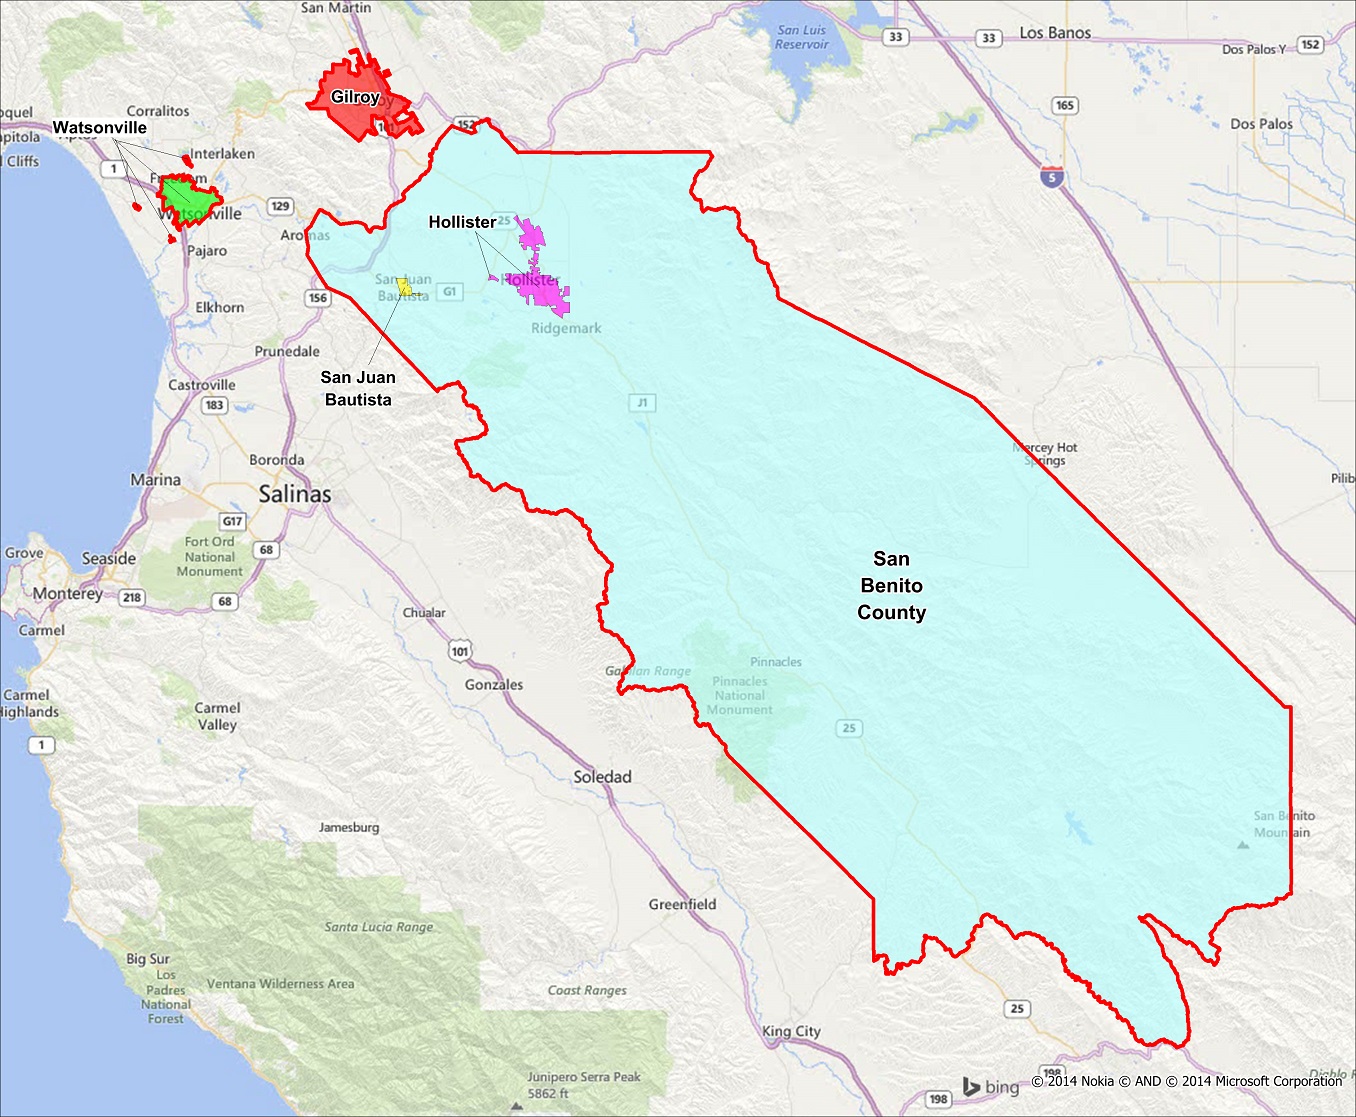 San Martin
San Luis
Reservoir
33
33
Los Banos
Dos Palos Y
152
Gilroy
101
152
165
Dos Palos
Corralitos
Watsonville
Interlaken
Cliffs
1
5
Watsonville
129
Aromas
Pajaro
Hollister
25
Hollister
San Juan
Bautista
G1
156
Elkhorn
Ridgemark
Prunedale
San Juan
Bautista
Castroville
183
J1
Mercey Hot
Springs
Boronda
Marina
Salinas
G17
Fort Ord
National
Monument
68
Grove
Seaside
San
Benito
County
Monterey
218
68
Chualar
Carmel
101
Gabilan Range
Pinnacles
Gonzales
Pinnacles
National
Monument
Carmel
Highlands
Carmel
Valley
25
1
Soledad
San Benito
Mountain
Jamesburg
Greenfield
Santa Lucia Range
Big Sur
Los
Padres
National
Forest
Ventana Wilderness Area
Coast Ranges
25
King City
Junipero Serra Peak
5862 ft
198
198
bing
© 2014 Nokia © AND © 2014 Microsoft Corporation